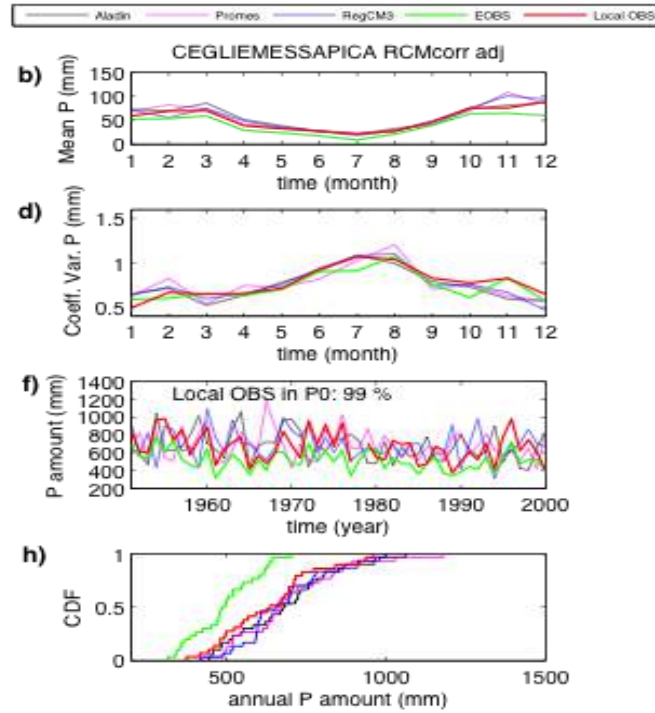 Aladin Promes RegCM3 EOBS Local OBS
CEGLIEMESSAPICA RCMcorr adj
b)
Mean P (mm)
150
100
50
0
1 2 3 4 5 6 7 8 9 10 11 12
time (month)
d)
Coeff. Var. P (mm)
1.5
1
0.5
1 2 3 4 5 6 7 8 9 10 11 12
time (month)
f)
Local OBS in P0: 99 %
P amount (mm)
1400
1200
1000
800
600
400
200
1960 1970 1980 1990 2000
time (year)
h)
CDF
1
0.5
0
500 1000 1500
annual P amount (mm)